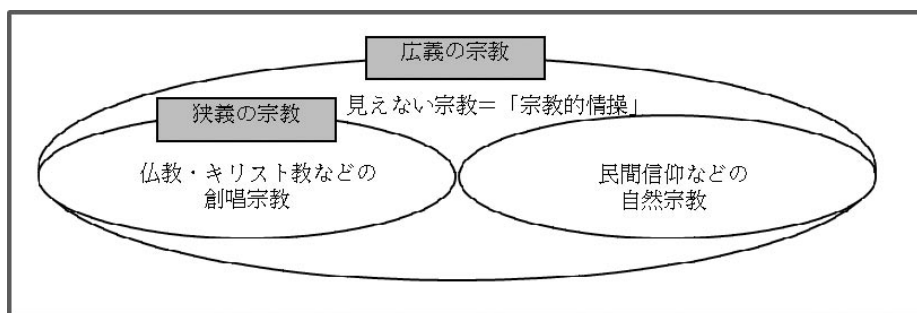 広義の宗教
見えない宗教=「宗教的情操」
狭義の宗教
仏教・キリスト教などの
創唱宗教
民間信仰などの
自然宗教